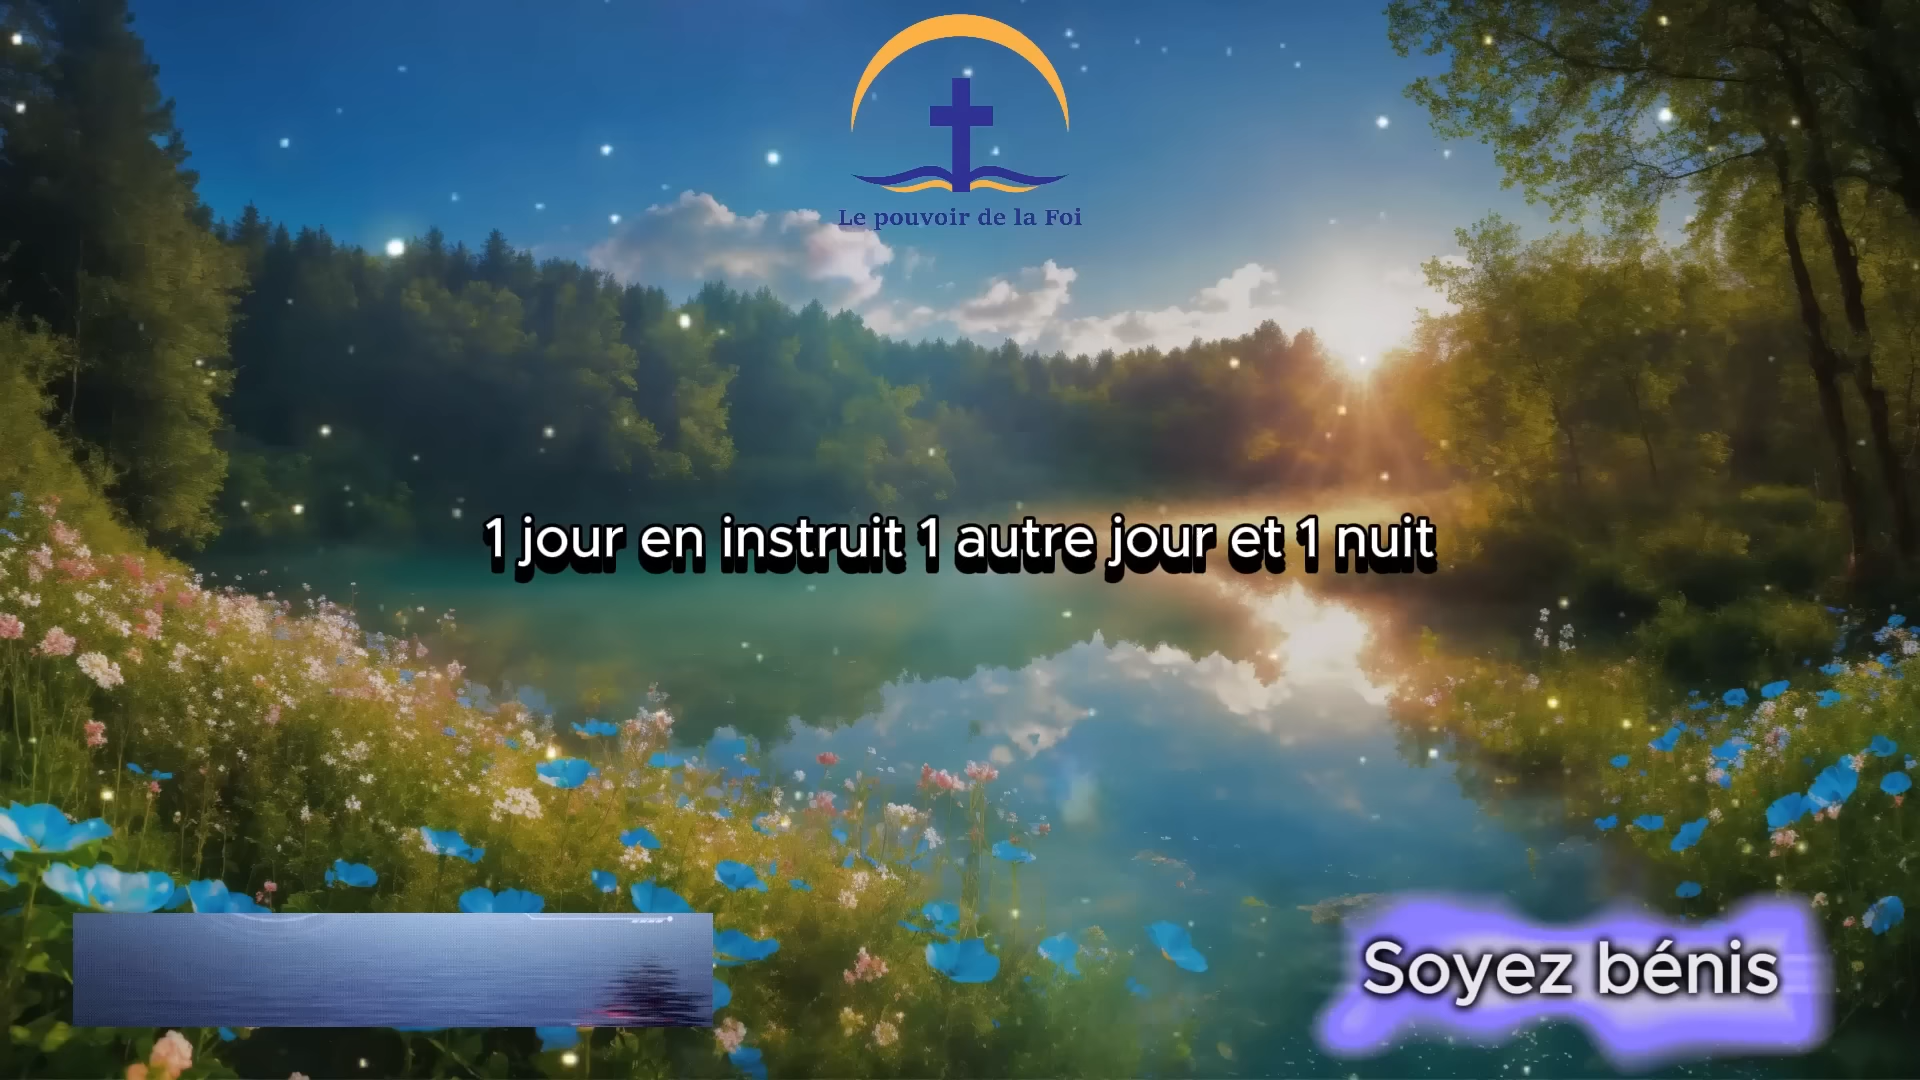 Le pouvoir de la Foi
1 jour en instruit 1 autre jour et 1 nuit
Soyez bénis